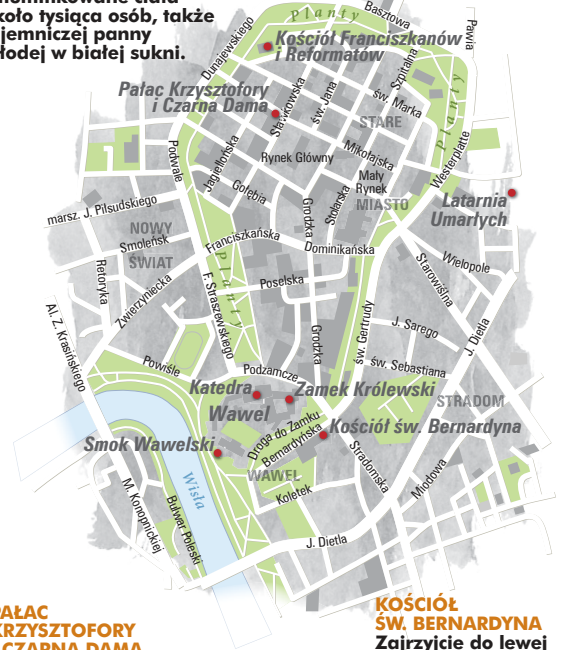 około tysiąca osób, także
tajemniczej panny
młodej w białej sukni.
Planty
Basztowa
Dunajewskiego
Kościół Franciszkanów
i Reformatów
Pawia
Szpitalna
Planty
Pałac Krzysztofory
i Czarna Dama
Sławkowska
św. Jana
św. Marka
STARE
Westerplatte
Podwale
Jagiellońska
Rynek Główny
Mikołajska
Gołębia
Mały
Rynek
MIASTO
Latarnia
Umarłych
marsz. J. Piłsudskiego
Grodzka
Stolarska
NOWY
ŚWIAT
Smoleńsk
Franciszkańska
Dominikańska
Wielopole
Retoryka
Planty
Poselska
Starowiślna
Zwierzyniecka
F. Straszewskiego
Al. Z. Krasińskiego
Grodzka
św. Gertrudy
J. Sarego
J. Dietla
Powiśle
Podzamcze
św. Sebastiana
Katedra
Zamek Królewski
STRADOM
Wawel
Droga do Zamku
Kościół św. Bernardyna
Smok Wawelski
Bernardyńska
Stradomska
WAWEL
Miodowa
Wisła
Koletek
M. Konopnickiej
Bulwar Poleski
J. Dietla
PAŁAC
KRZYSZTOFORY
I CZARNA DAMA
KOŚCIÓŁ
ŚW. BERNARDYNA
Zajrzyjcie do lewej